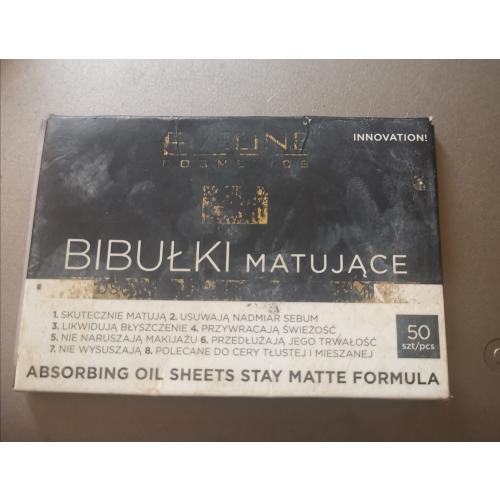 INNOVATION!
COSMETICS
BIBUŁKI MATUJĄCE
1. SKUTECZNIE MATUJĄ 2. USUWAJĄ NADMIAR SEBUM
3. LIKWIDUJĄ BŁYSZCZENIE 4. PRZYWRACAJĄ ŚWIEŻOŚĆ
5. NIE NARUSZAJĄ MAKIJAŻU 6. PRZEDŁUŻAJĄ JEGO TRWAŁOŚĆ
7. NIE WYSUSZAJĄ 8. POLECANE DO CERY TŁUSTEJ I MIESZANEJ
50
szt/pcs
ABSORBING OIL SHEETS STAY MATTE FORMULA